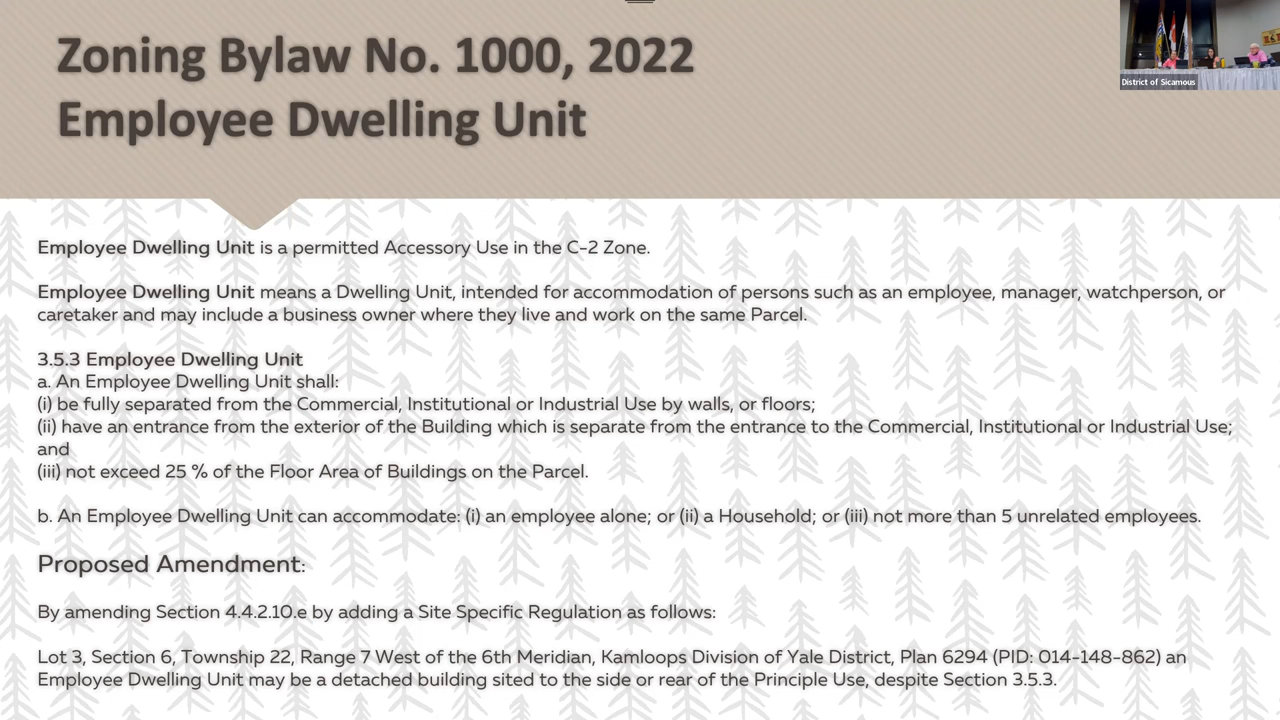 Zoning Bylaw No. 1000, 2022
Employee Dwelling Unit
District of Sicamous
Employee Dwelling Unit is a permitted Accessory Use in the C-2 Zone.
Employee Dwelling Unit means a Dwelling Unit, intended for accommodation of persons such as an employee, manager, watchperson, or
caretaker and may include a business owner where they live and work on the same Parcel.
3.5.3 Employee Dwelling Unit
a. An Employee Dwelling Unit shall:
(i) be fully separated from the Commercial, Institutional or Industrial Use by walls, or floors;
(ii) have an entrance from the exterior of the Building which is separate from the entrance to the Commercial, Institutional or Industrial Use;
and
(iii) not exceed 25 % of the Floor Area of Buildings on the Parcel.
b. An Employee Dwelling Unit can accommodate: (i) an employee alone; or (ii) a Household; or (iii) not more than 5 unrelated employees.
Proposed Amendment:
By amending Section 4.4.2.10.e by adding a Site Specific Regulation as follows:
Lot 3, Section 6, Township 22, Range 7 West of the 6th Meridian, Kamloops Division of Yale District, Plan 6294 (PID: 014-148-862) an
Employee Dwelling Unit may be a detached building sited to the side or rear of the Principle Use, despite Section 3.5.3.